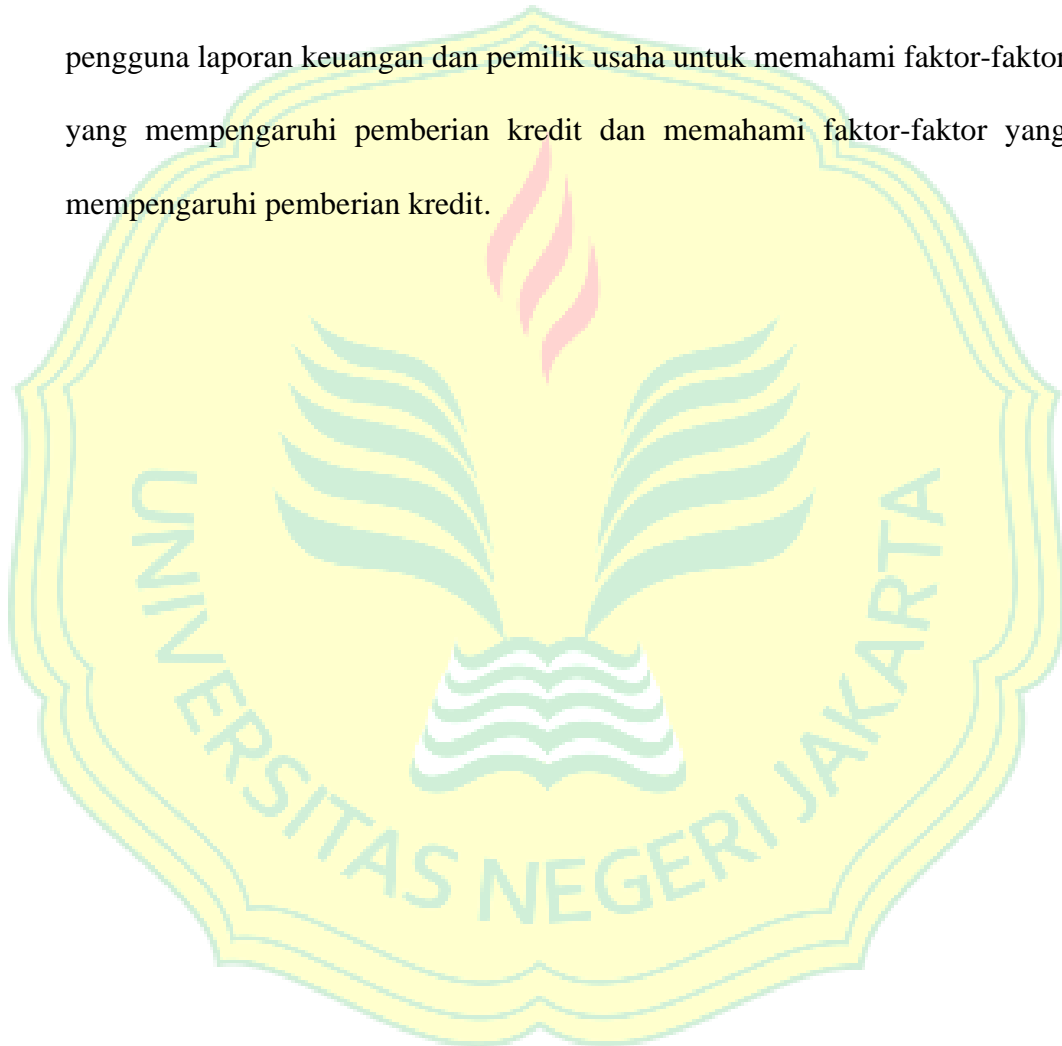 pengguna laporan keuangan dan pemilik usaha untuk memahami faktor-faktor
yang mempengaruhi pemberian kredit dan memahami faktor-faktor yang
mempengaruhi pemberian kredit.
UNIVERSITAS NEGERI JAKARTA